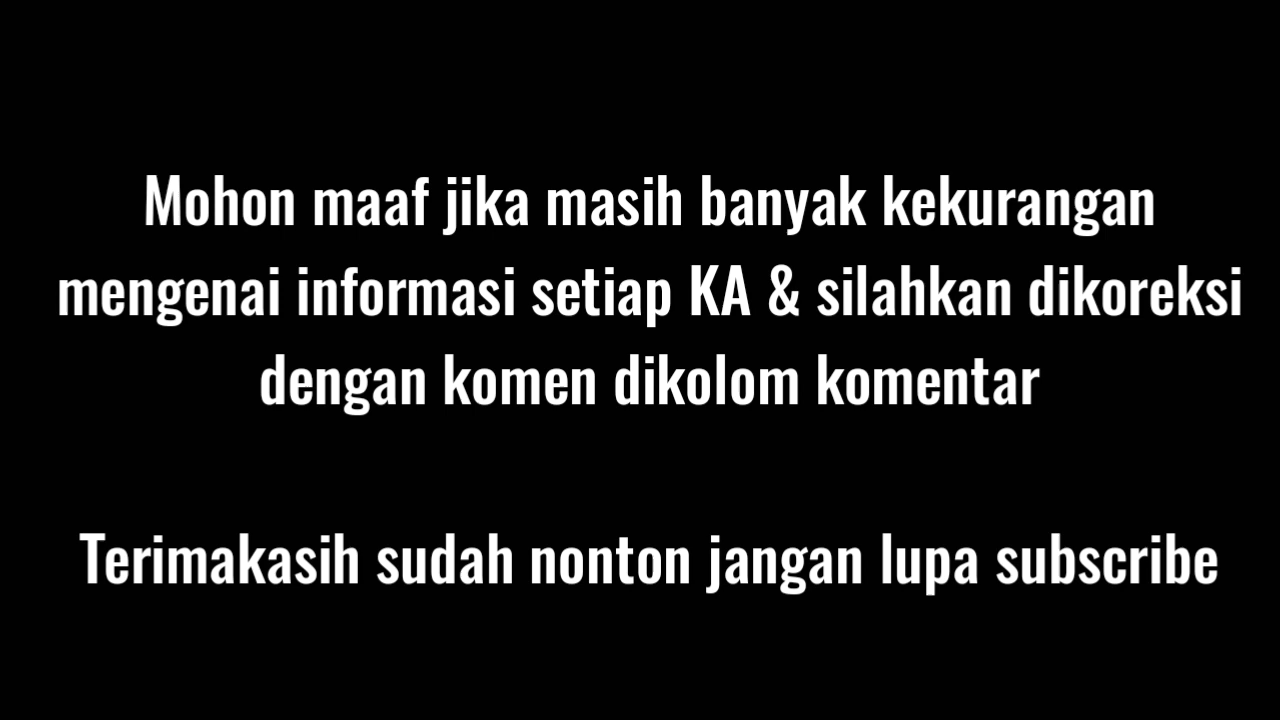 Mohon maaf jika masih banyak kekurangan
mengenai informasi setiap KA & silahkan dikoreksi
dengan komen dikolom komentar
Terimakasih sudah nonton jangan lupa subscribe